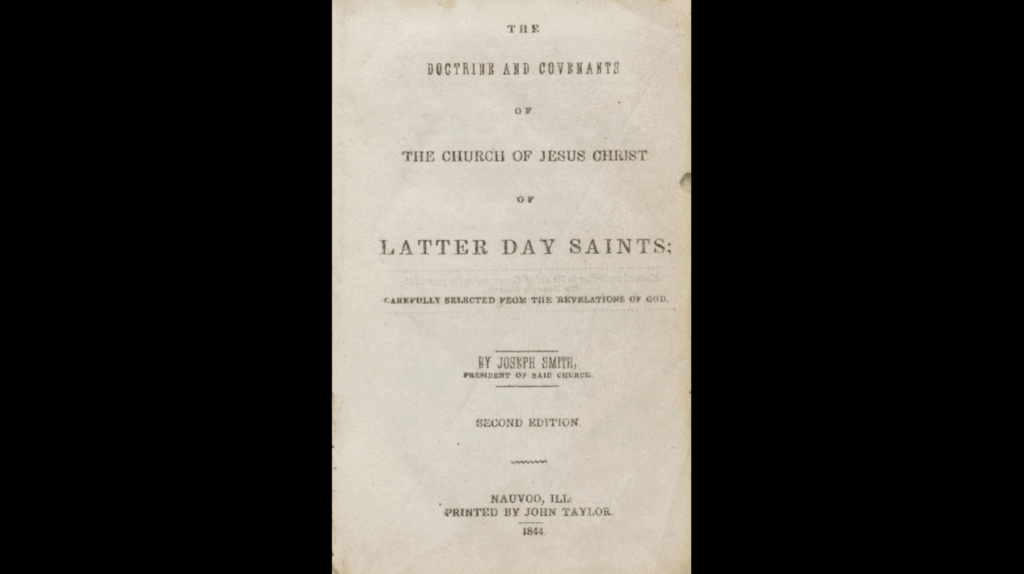 THE
DOCTRINE AND COVENANTS
OF
THE CHURCH OF JESUS CHRIST
OF
LATTER DAY SAINTS;
CAREFULLY SELECTED FROM THE REVELATIONS OF GOD.
BY JOSEPH SMITH,
PRESIDENT OF SAID CHURCH.
SECOND EDITION.
NAUVOO, ILL:
PRINTED BY JOHN TAYLOR.
1844.